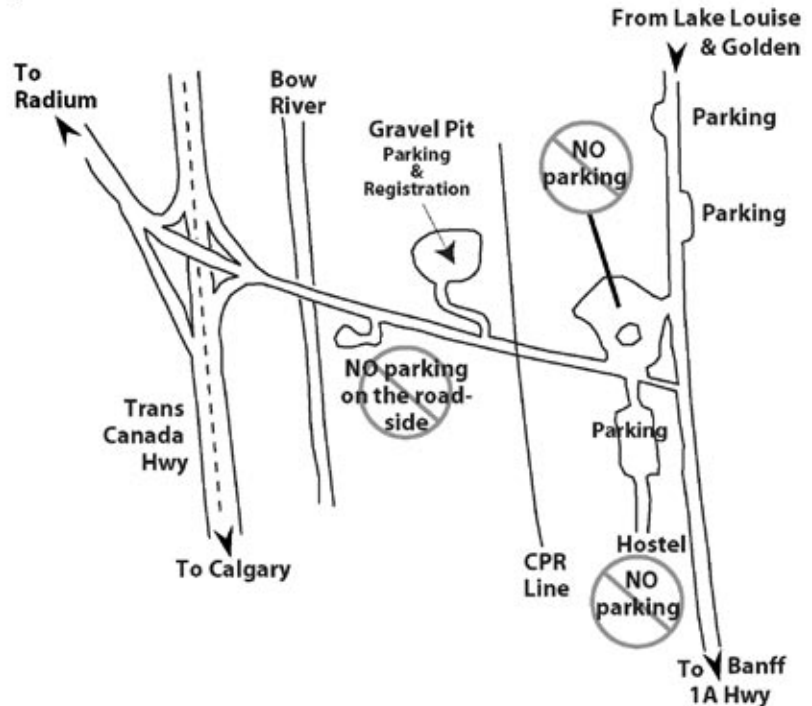 From Lake Louise
& Golden
To
Radium
Bow
River
Gravel Pit
Parking
&
Registration
NO
parking
Parking
Parking
NO parking
on the road-
side
Trans
Canada
Hwy
Parking
To Calgary
CPR
Line
Hostel
NO
parking
To Banff
1A Hwy